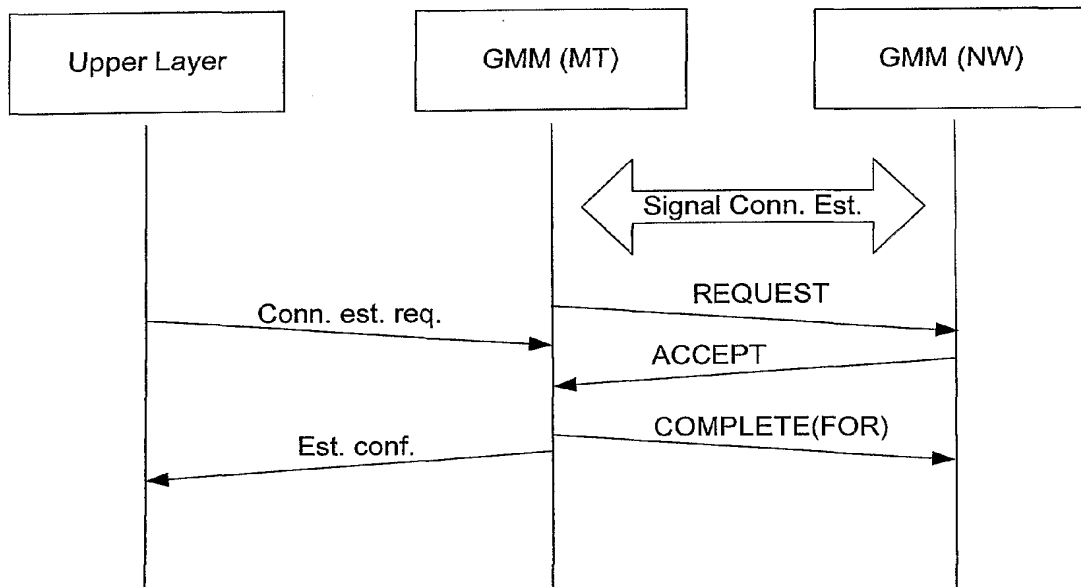 Upper Layer
GMM (MT)
GMM (NW)
Signal Conn. Est.
REQUEST
Conn. est. req.
ACCEPT
COMPLETE(FOR)
Est. conf.